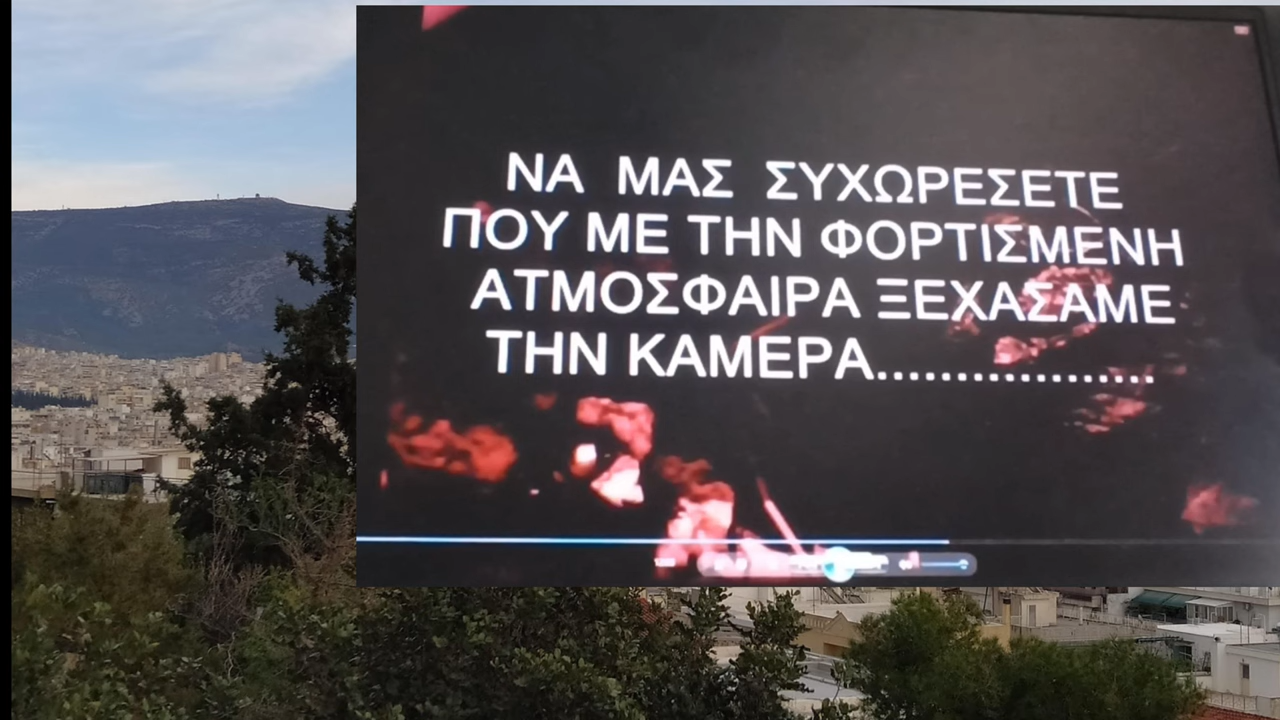 ΝΑ ΜΑΣ ΣΥΧΩΡΕΣΕΤΕ
ΠΟΥ ΜΕ ΤΗΝ ΦΟΡΤΙΣΜΕΝΗ
ΑΤΜΟΣΦΑΙΡΑ ΞΕΧΑΣΑΜΕ
ΤΗΝ ΚΑΜΕΡΑ..................